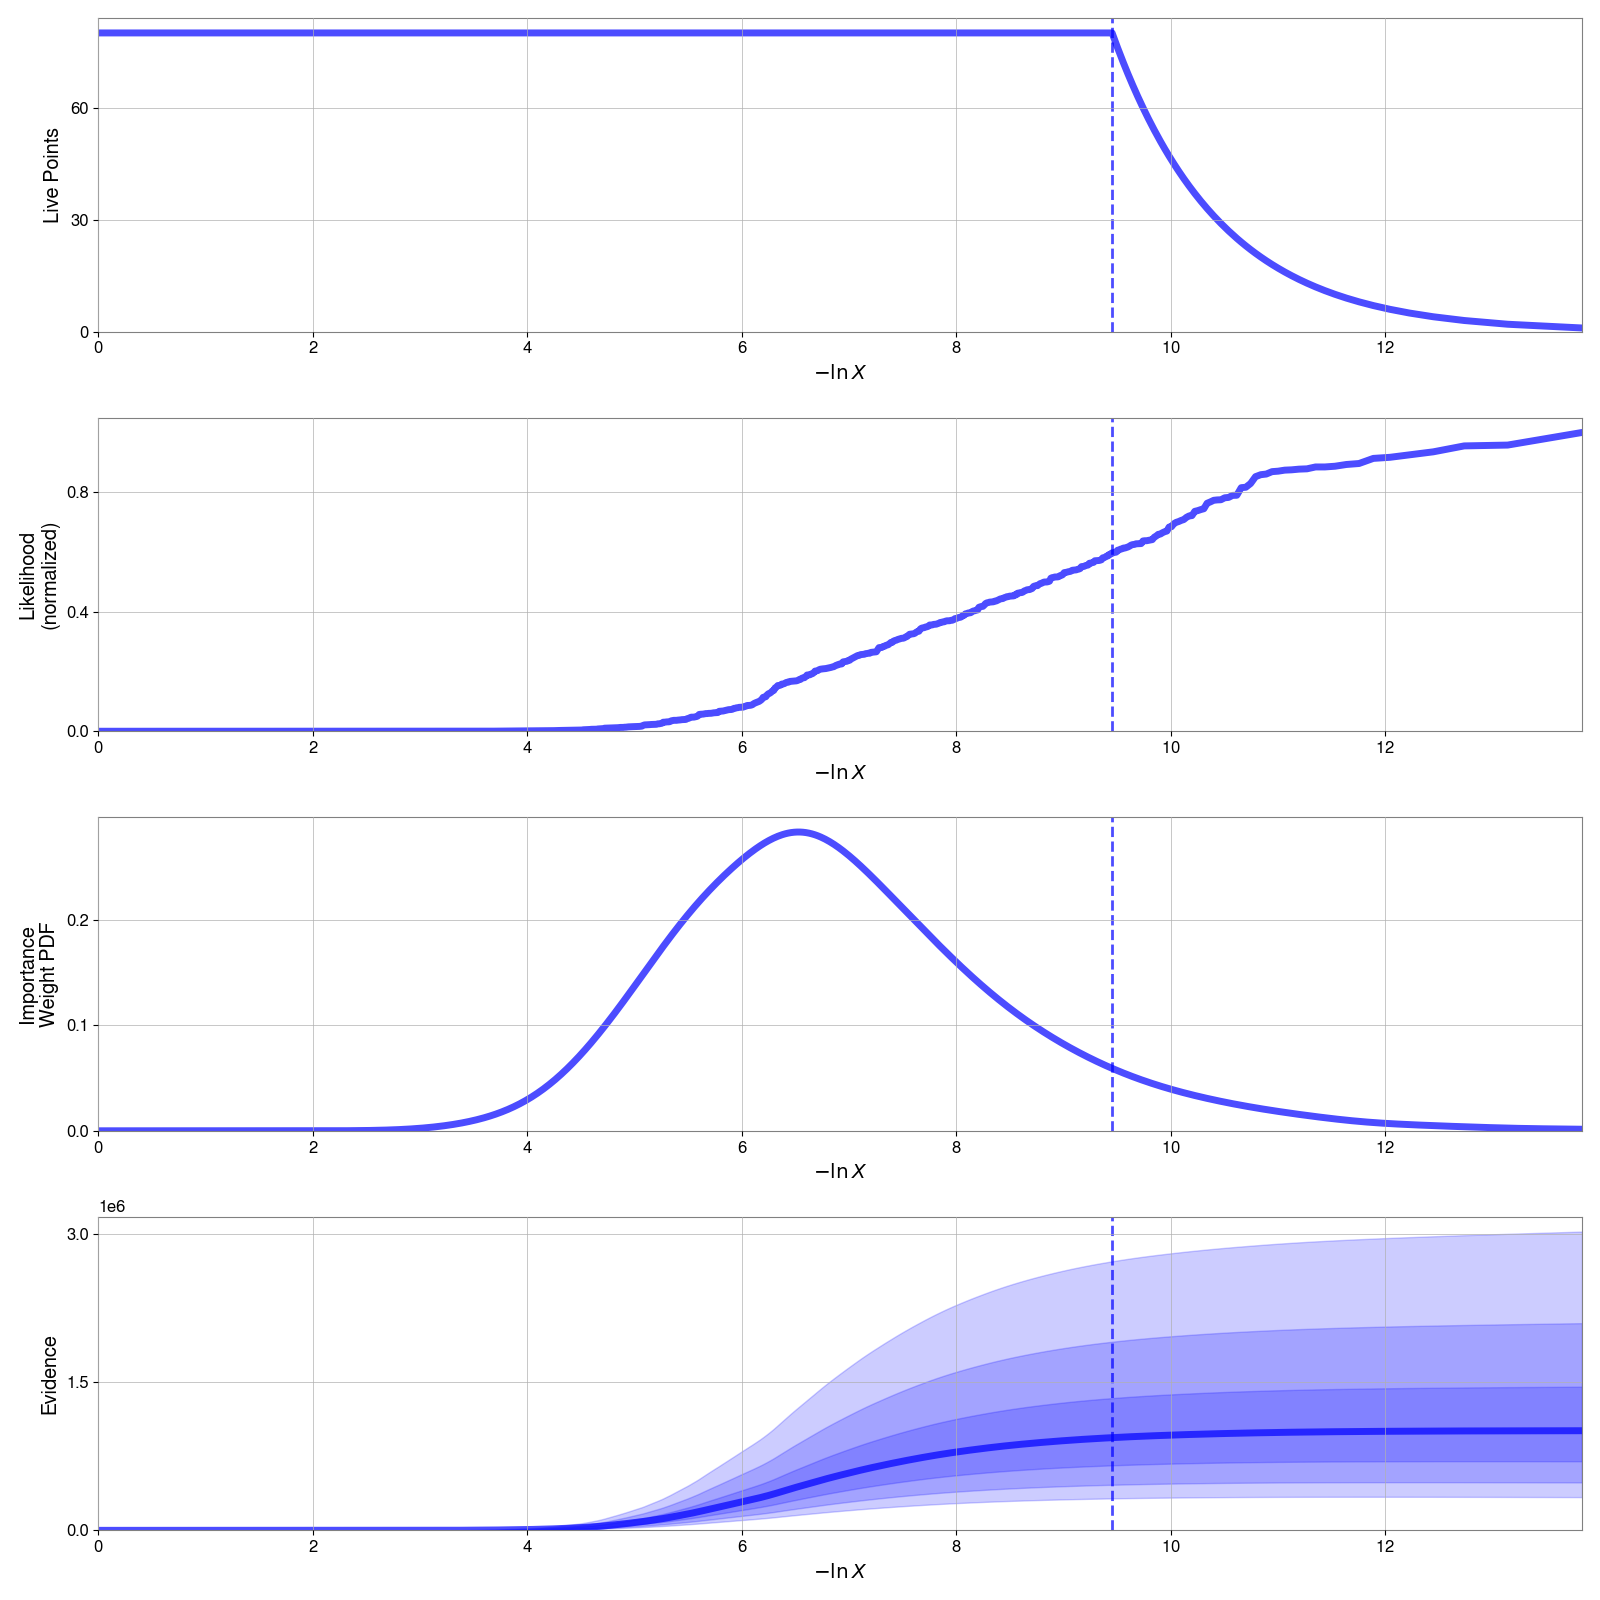 60
30
0
Live Points
0 2 4 6 8 10 12
−ln X
0.8
0.4
0.0
Likelihood
(normalized)
0 2 4 6 8 10 12
−ln X
0.2
0.1
0.0
Importance
Weight PDF
0 2 4 6 8 10 12
−ln X
1e6
3.0
1.5
0.0
Evidence
0 2 4 6 8 10 12
−ln X